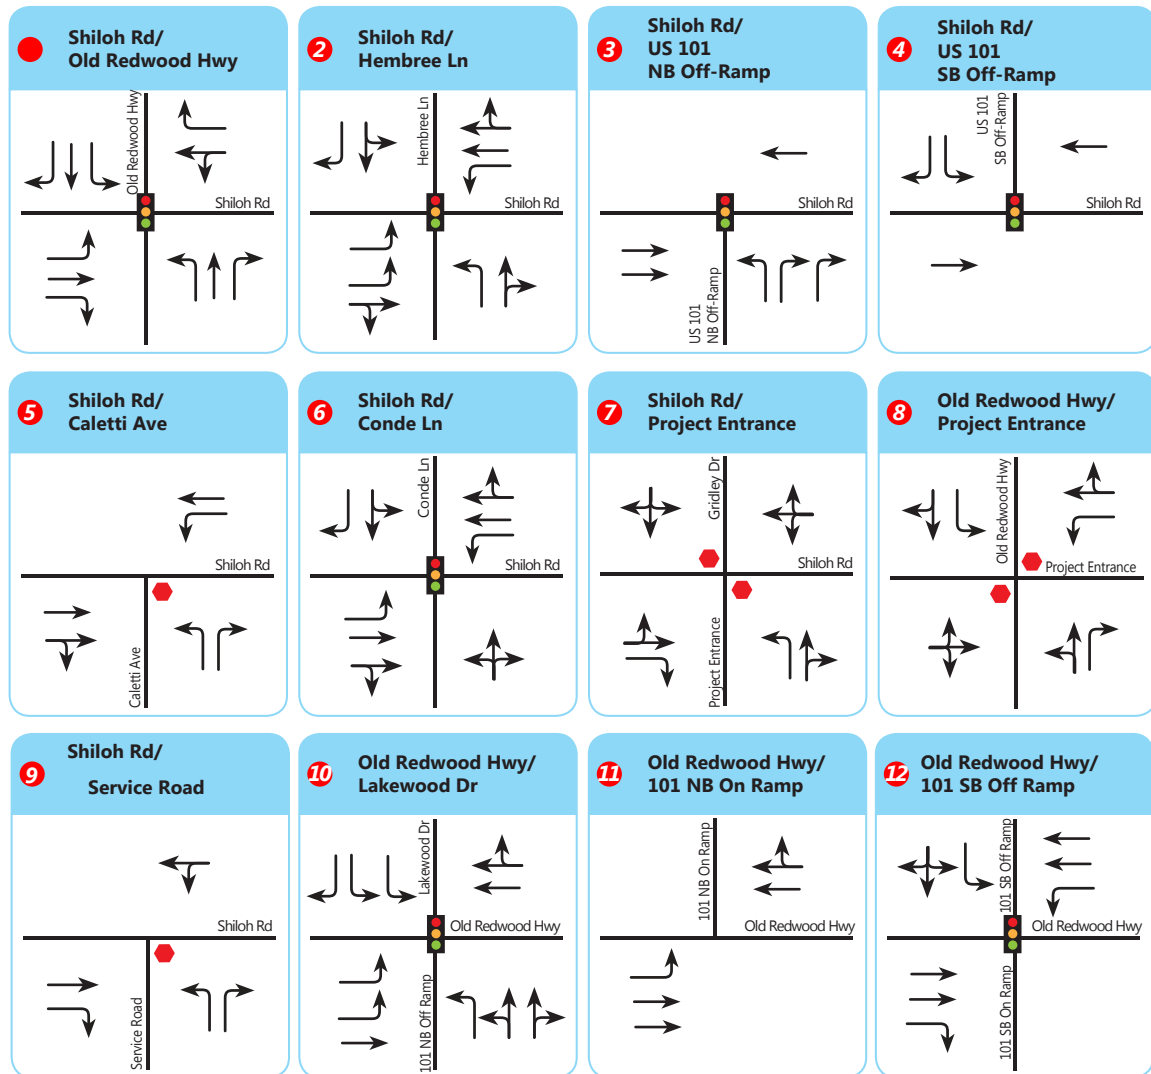 Shiloh Rd/
Old Redwood Hwy
Old Redwood Hwy
Shiloh Rd
2
Shiloh Rd/
Hembree Ln
Hembree Ln
Shiloh Rd
3
Shiloh Rd/
US 101
NB Off-Ramp
Shiloh Rd
US 101
NB Off-Ramp
4
Shiloh Rd/
US 101
SB Off-Ramp
US 101
SB Off-Ramp
Shiloh Rd
5
Shiloh Rd/
Caletti Ave
Shiloh Rd
Caletti Ave
6
Shiloh Rd/
Conde Ln
Conde Ln
Shiloh Rd
7
Shiloh Rd/
Project Entrance
Gridley Dr
Shiloh Rd
Project Entrance
8
Old Redwood Hwy/
Project Entrance
Old Redwood Hwy
Project Entrance
9
Shiloh Rd/
Service Road
Shiloh Rd
Service Road
10
Old Redwood Hwy/
Lakewood Dr
Lakewood Dr
Old Redwood Hwy
101 NB Off Ramp
11
Old Redwood Hwy/
101 NB On Ramp
101 NB On Ramp
Old Redwood Hwy
12
Old Redwood Hwy/
101 SB Off Ramp
101 SB Off Ramp
Old Redwood Hwy
101 SB On Ramp